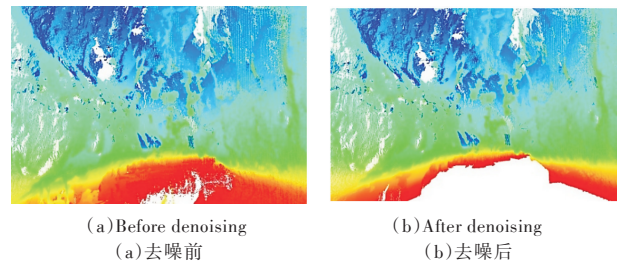 (a)Before denoising
(a)去噪前
(b)After denoising
(b)去噪后